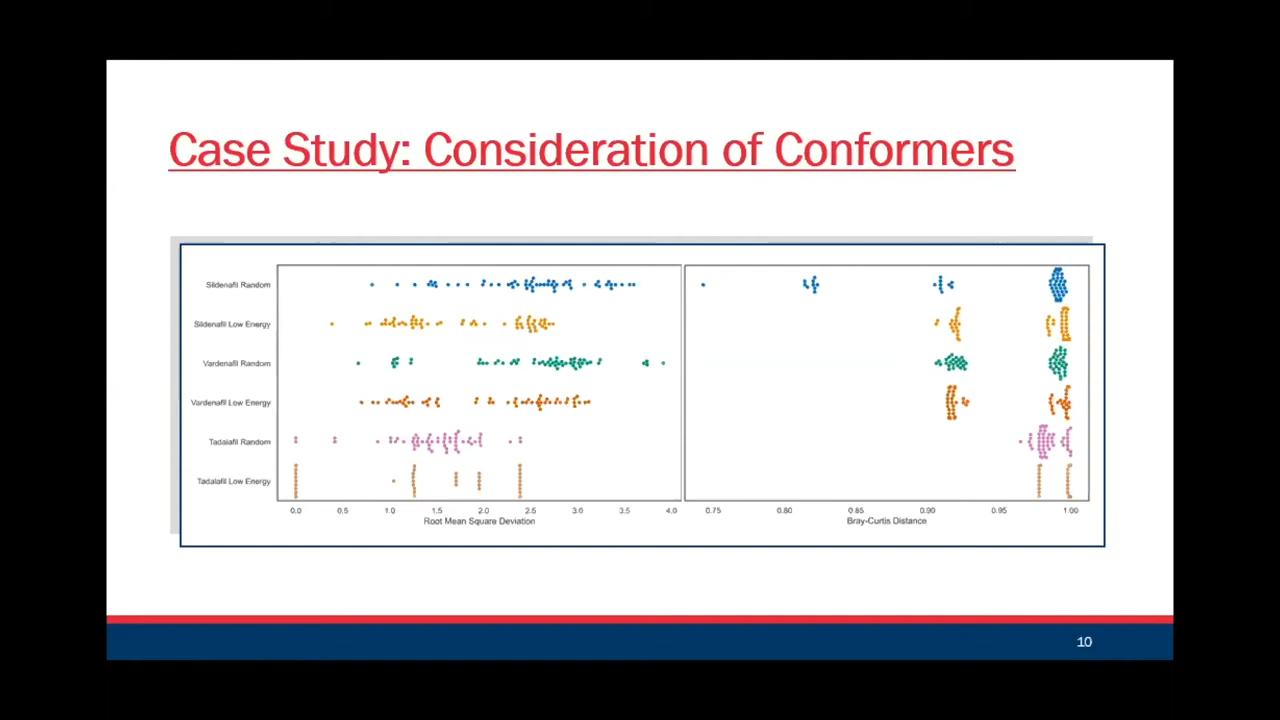 Case Study: Consideration of Conformers
Sildenafil Random
Sildenafil Low Energy
Vardenafil Random
Vardenafil Low Energy
Tadalafil Random
Tadalafil Low Energy
0.0 0.5 1.0 1.5 2.0 2.5 3.0 3.5 4.0 0.75 0.80 0.85 0.90 0.95 1.00
Root Mean Square Deviation Bray-Curtis Distance
10